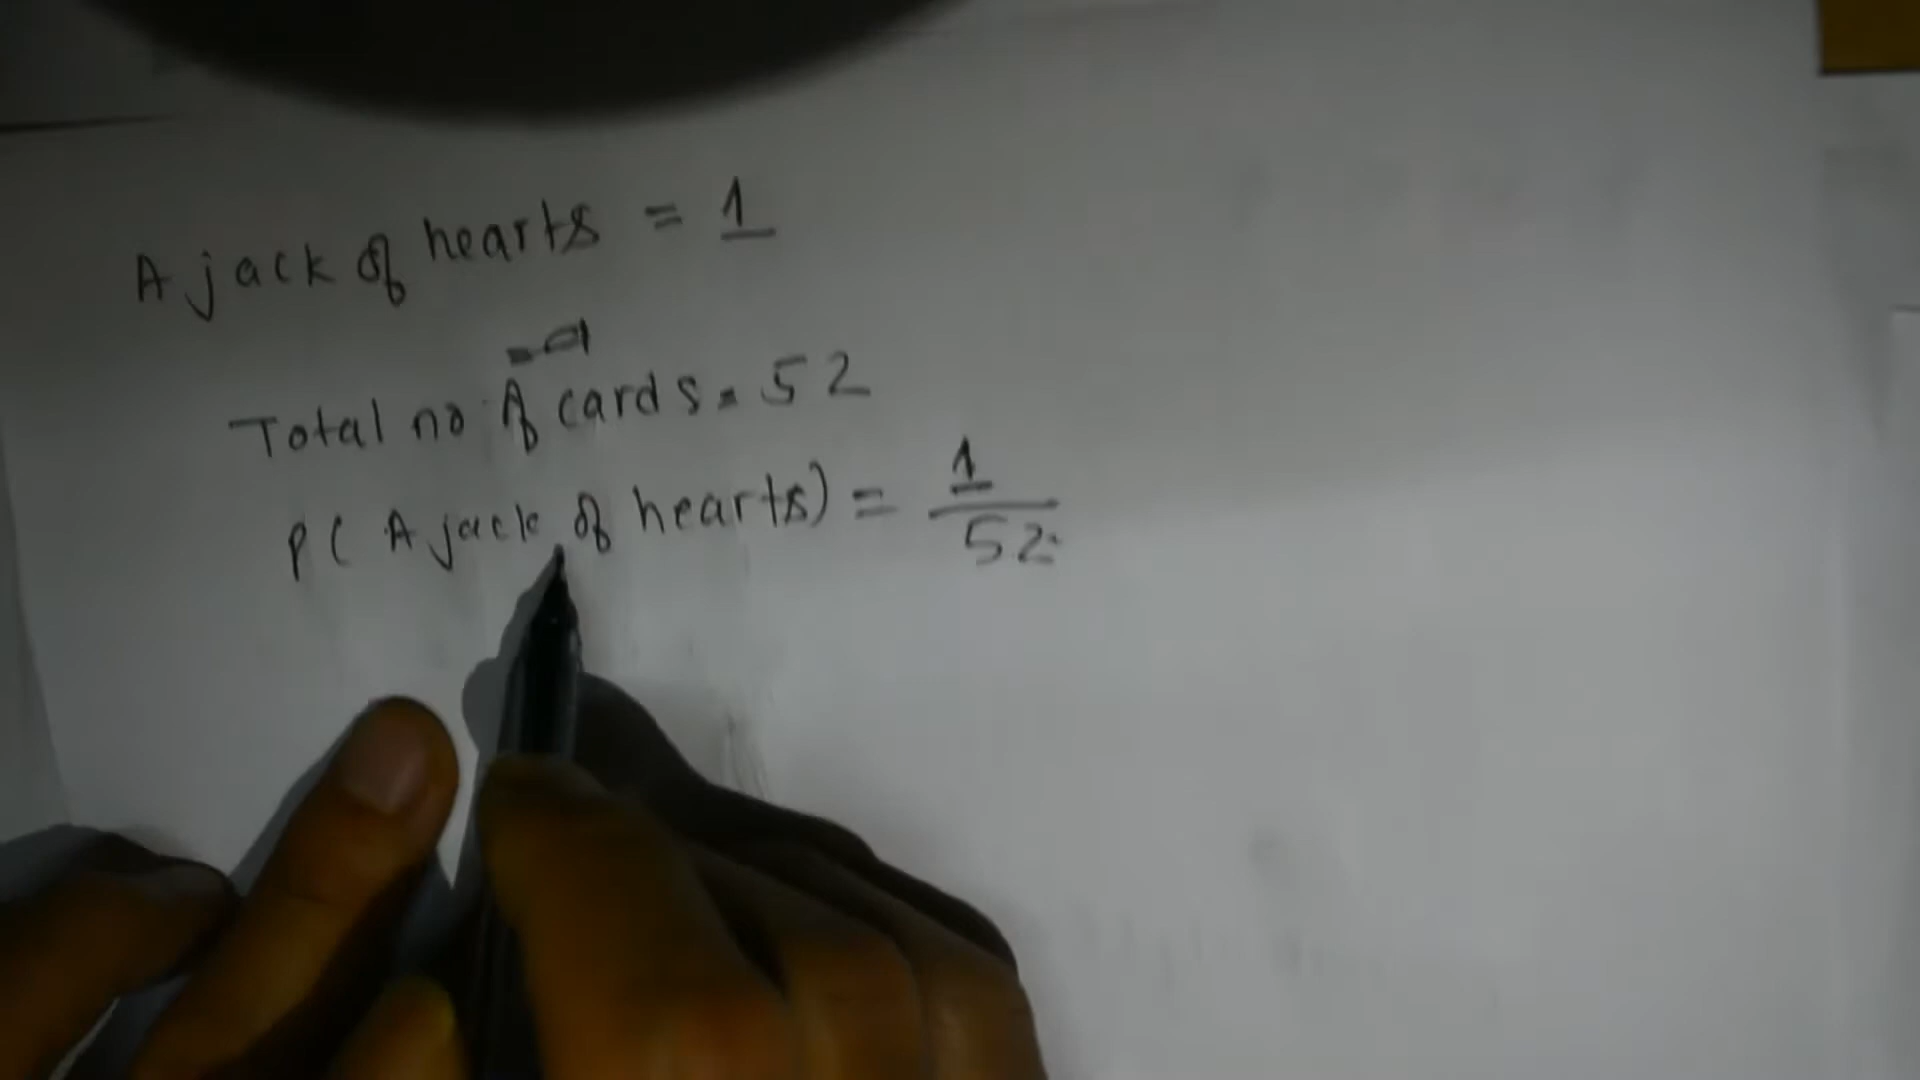 A jack of hearts = 1
Total no of cards = 52
P( A jack of hearts) = 1/52